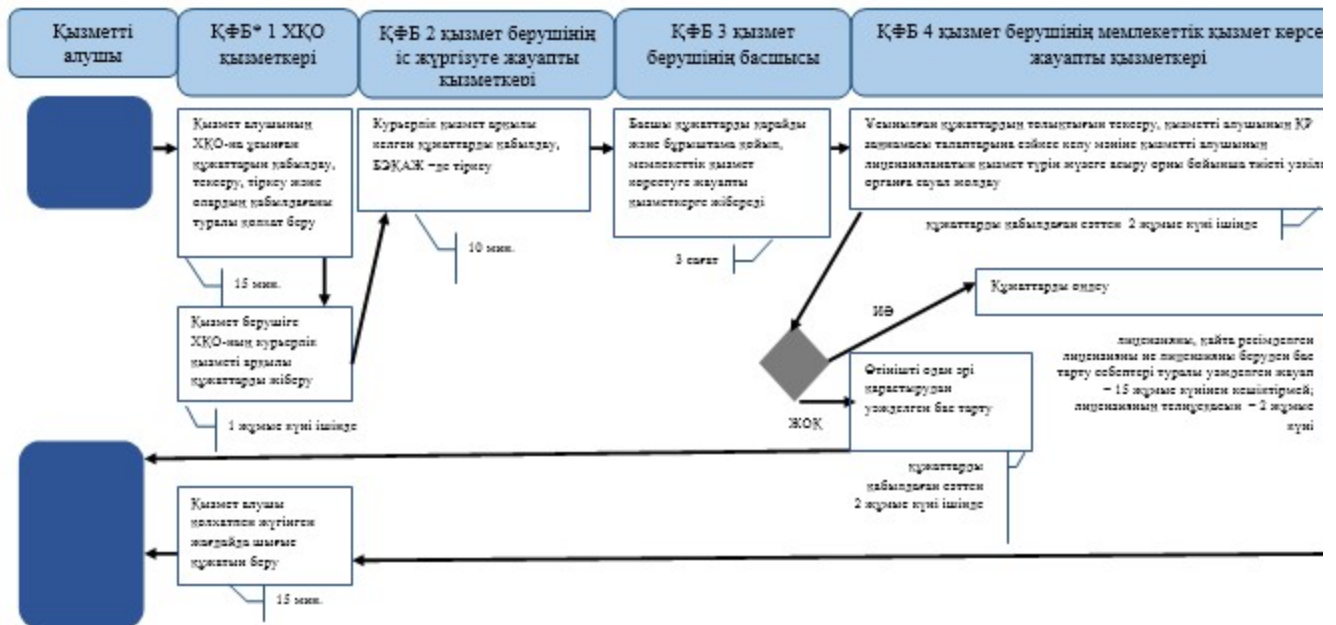 Қызметті
алушы
ҚФБ* 1 ХҚО
қызметкері
ҚФБ 2 қызмет берушінің
іс жүргізуге жауапты
қызметкері
ҚФБ 3 қызмет
берушінің басшысы
ҚФБ 4 қызмет берушінің мемлекеттік қызмет көрсе
жауапты қызметкері
Қызмет алушының
ХҚО-на ұсынған
құжаттарын қабылдау,
тексеру, тіркеу және
олардың қабылдағаны
туралы қолхат беру
15 мин.
Қызмет берушіге
ХҚО-ның курьерлік
қызметі арқылы
құжаттарды жіберу
1 жұмыс күні ішінде
Курьерлік қызмет арқылы
келген құжаттарды қабылдау,
БЭҚАЖ –де тіркеу
10 мин.
Басшы құжаттарды қарайды
және бұрыштама қойып,
мемлекеттік қызмет
көрсетуге жауапты
қызметкерге жібереді
3 сағат
Ұсынылған құжаттардың толықтығын тексеру, қызметті алушының ҚР
заңнамасы талаптарына сәйкес келу мәніне қызметті алушының
лицензияланатын қызмет түрін жүзеге асыру орны бойынша тиісті уәкіл
органға сауал жолдау
құжаттарды қабылдаған сәттен 2 жұмыс күні ішінде
ИӘ
Құжаттарды өңдеу
лицензияны, қайта ресімделген
лицензияны не лицензияны беруден бас
тарту себептері туралы уәжделген жауап
– 15 жұмыс күнінен кешіктірмей;
лицензияның телнұсқасын – 2 жұмыс
күні
ЖОҚ
Өтінішті одан әрі
қарастырудан
уәжделген бас тарту
құжаттарды
қабылдаған сәттен
2 жұмыс күні ішінде
Қызмет алушы
қолхатпен жүгінген
жағдайда шығыс
құжатын беру
15 мин.